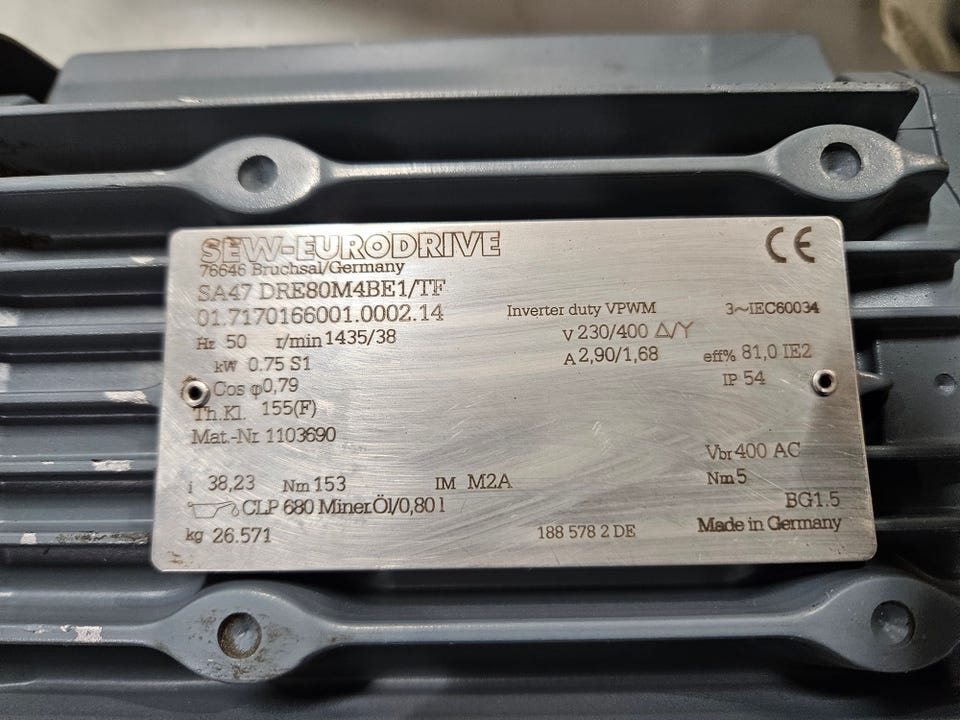 SEW-EURODRIVE CE
76646 Bruchsal/Germany
SA47 DRE80M4BE1/TF
01.7170166001.0002.14 Inverter duty VPWM 3~IEC60034
Hz 50 r/min 1435/38 V 230/400 Δ/Y
kW 0.75 S1 A 2,90/1,68 eff% 81,0 IE2
Cos φ0,79 IP 54
Th.Kl. 155(F)
Mat.-Nr. 1103690
Vbr 400 AC
i 38,23 Nm 153 IM M2A Nm 5
CLP 680 Miner.Öl/0,80 l BG1.5
kg 26.571 188 578 2 DE Made in Germany